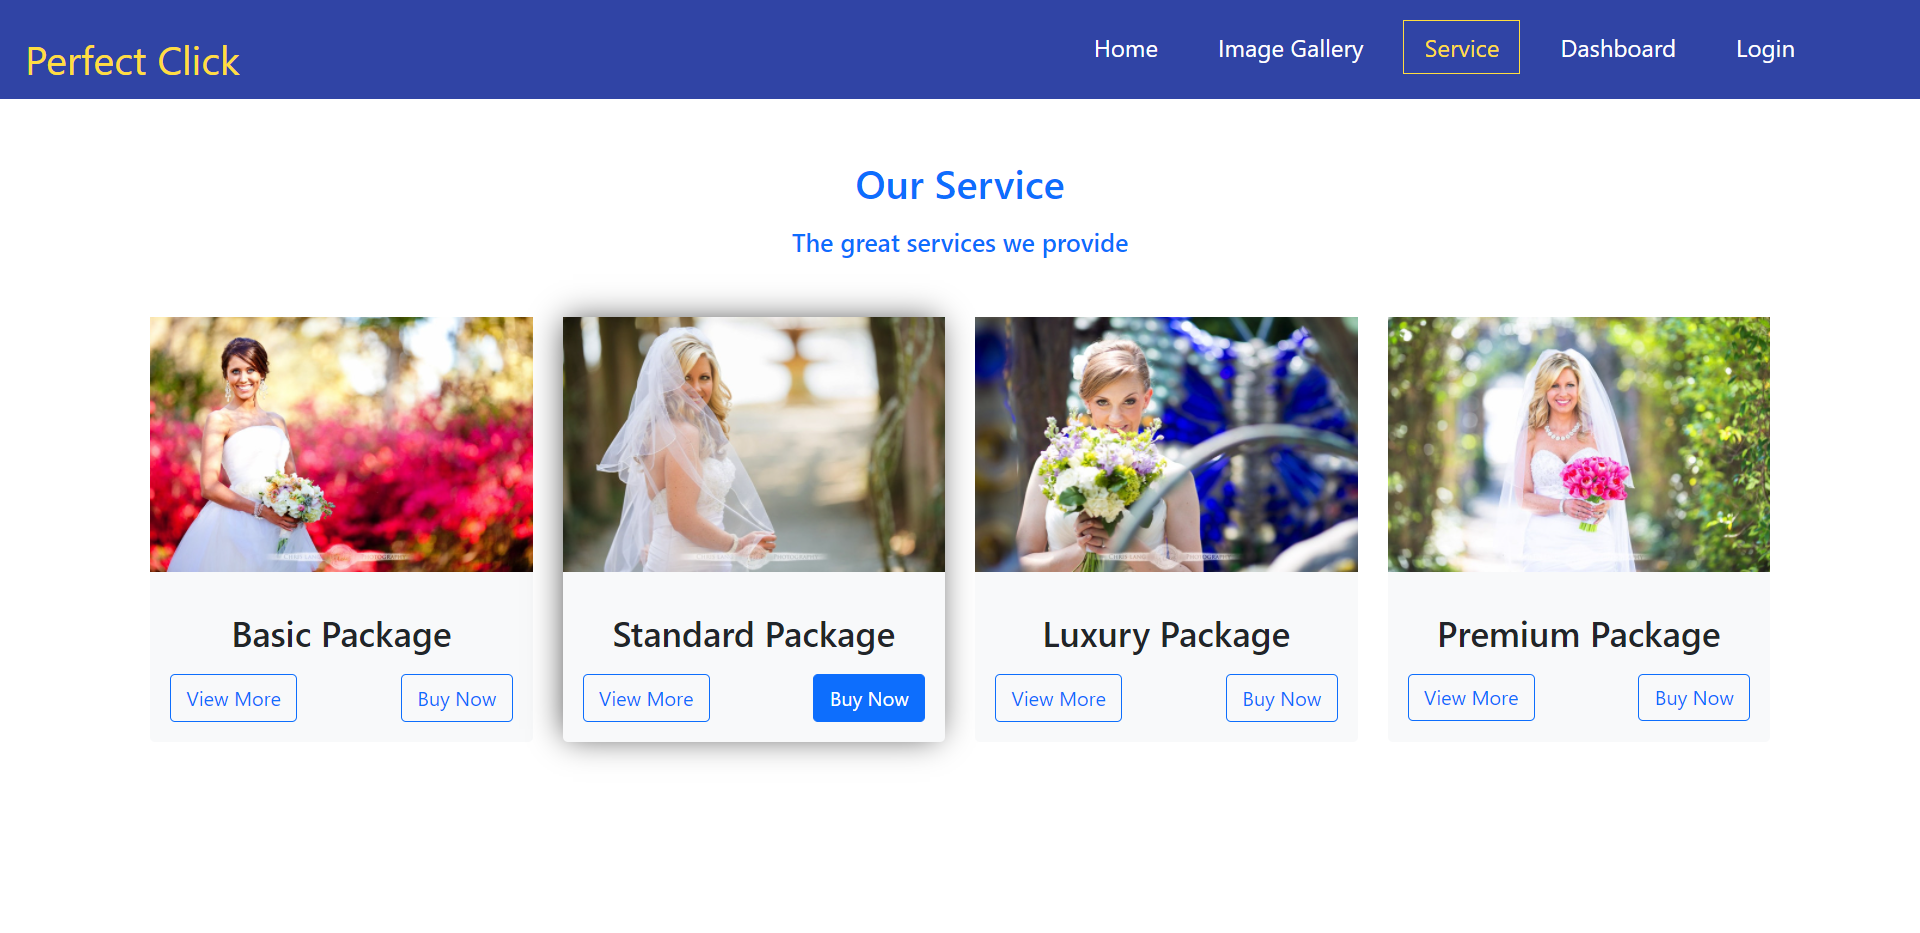 Perfect Click
Home Image Gallery Service Dashboard Login
Our Service
The great services we provide
Basic Package
View More Buy Now
Standard Package
View More Buy Now
Luxury Package
View More Buy Now
Premium Package
View More Buy Now